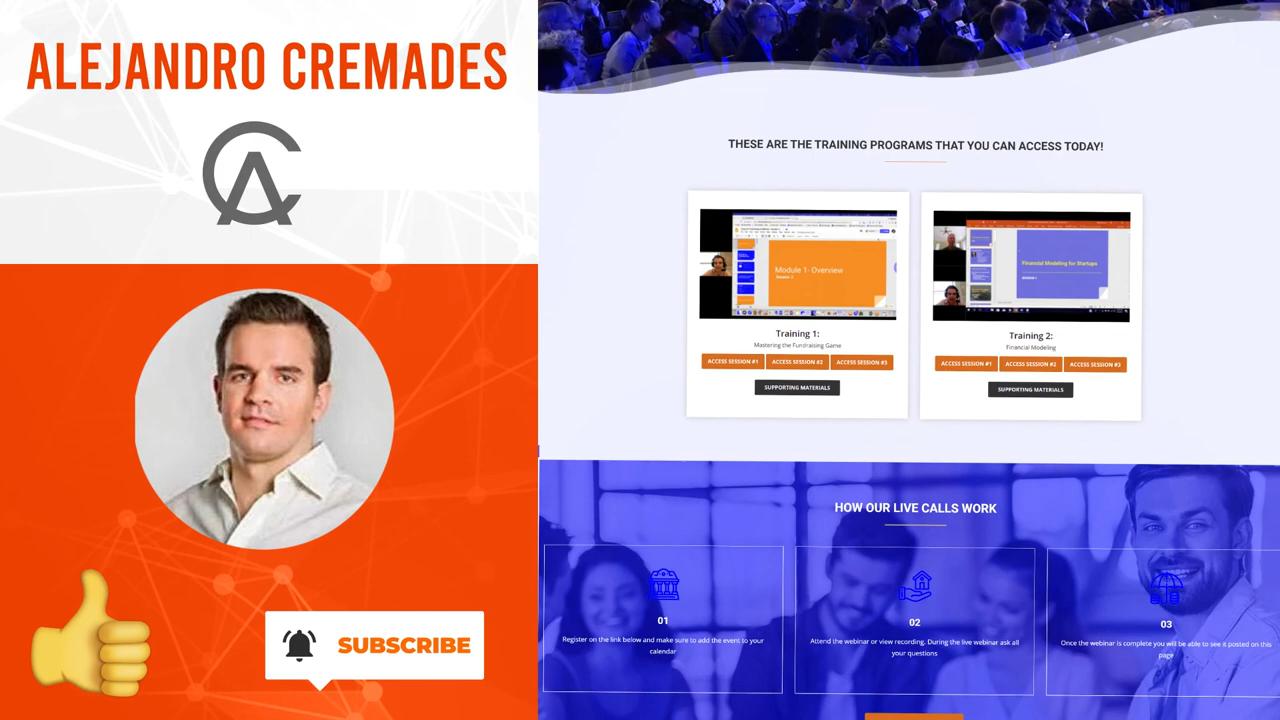 ALEJANDRO CREMADES
SUBSCRIBE
THESE ARE THE TRAINING PROGRAMS THAT YOU CAN ACCESS TODAY!
Module 1- Overview
Training 1:
Mastering the Fundraising Game
ACCESS SESSION #1
ACCESS SESSION #2
ACCESS SESSION #3
SUPPORTING MATERIALS
Financial Modeling for Startups
Training 2:
Financial Modeling
ACCESS SESSION #1
ACCESS SESSION #2
ACCESS SESSION #3
SUPPORTING MATERIALS
HOW OUR LIVE CALLS WORK
01
Register on the link below and make sure to add the event to your
calendar
02
Attend the webinar or view recording. During the live webinar ask all
your questions
03
Once the webinar is complete you will be able to see it posted on this
page